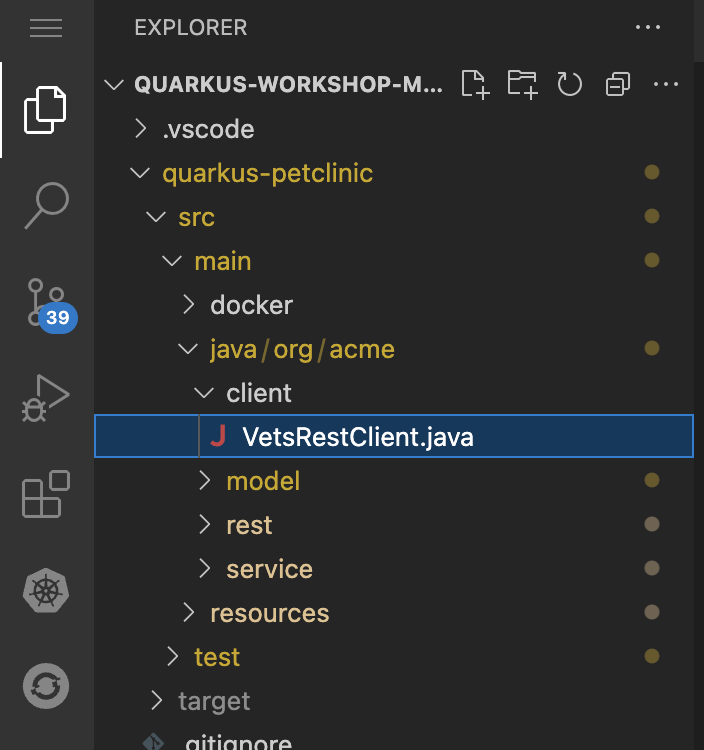 EXPLORER
QUARKUS-WORKSHOP-M...
.vscode
quarkus-petclinic
src
main
docker
39
java/org/acme
client
J VetsRestClient.java
model
rest
service
resources
test
target
.gitignore